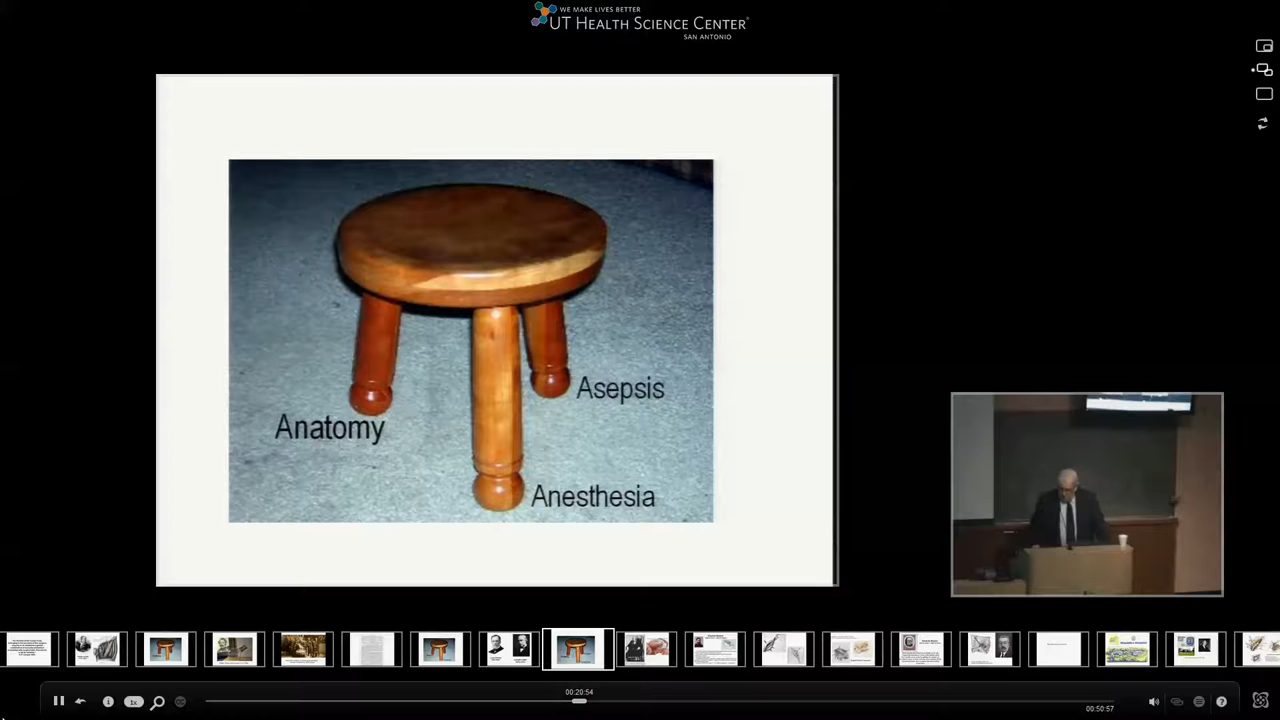 WE MAKE LIVES BETTER
UT HEALTH SCIENCE CENTER®
SAN ANTONIO
Asepsis
Anatomy
Anesthesia
00:20:54
1x
00:50:57